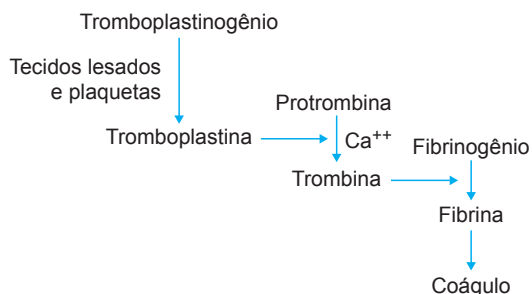 Tromboplastinogênio
Tecidos lesados
e plaquetas
Protrombina
Tromboplastina
Ca++
Fibrinogênio
Trombina
Fibrina
Coágulo